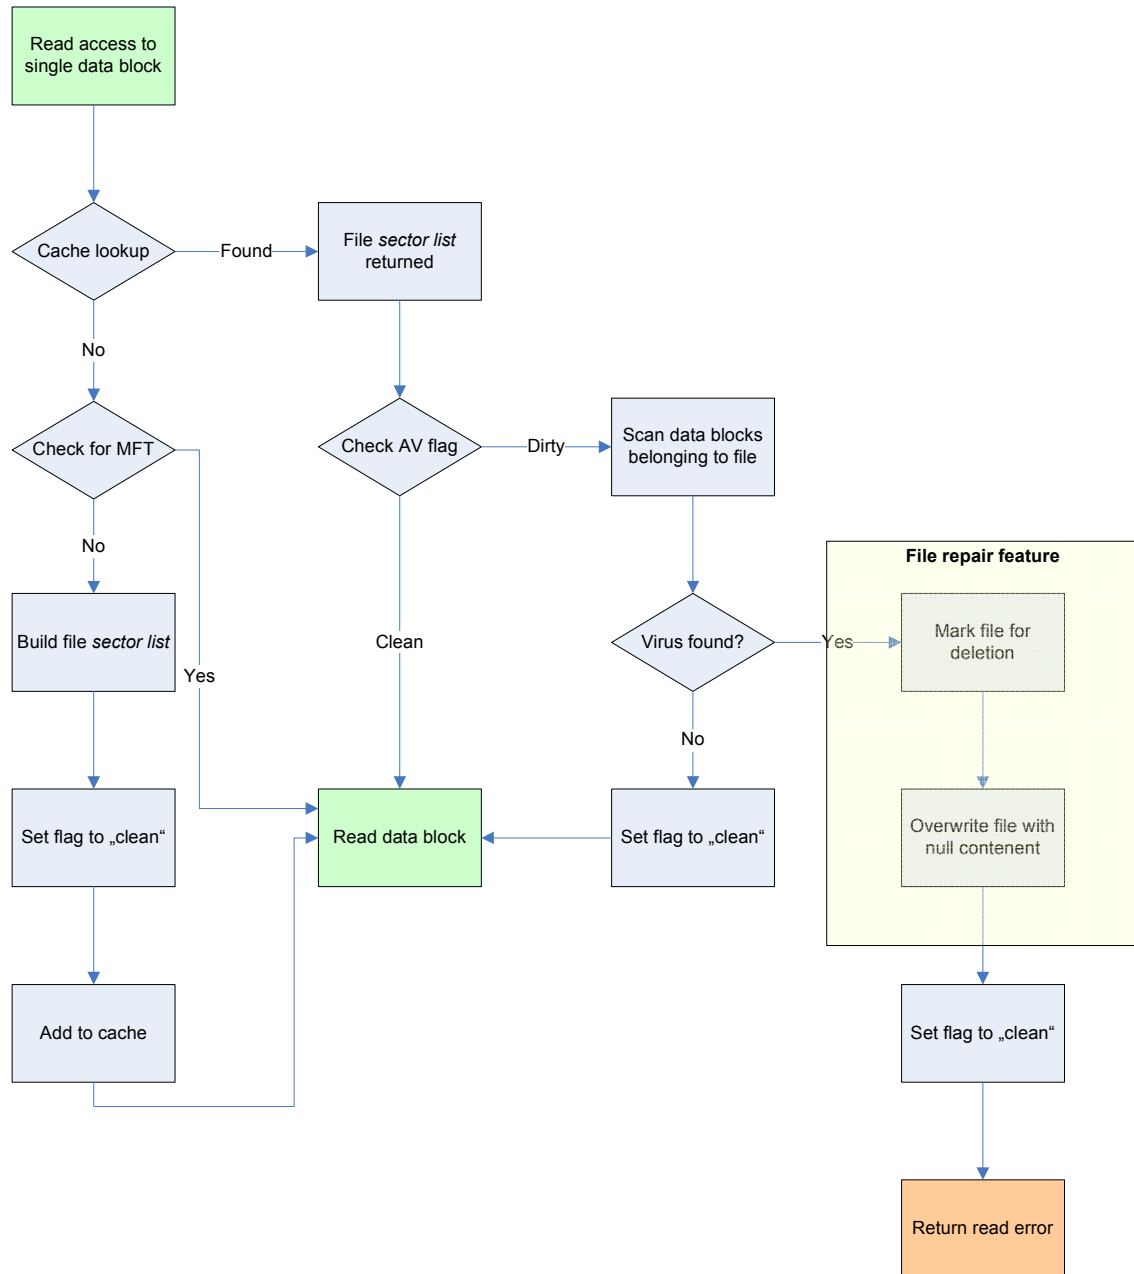 Read access to
single data block
Cache lookup
Found
File sector list
returned
No
Check for MFT
Check AV flag
Dirty
Scan data blocks
belonging to file
No
File repair feature
Build file sector list
Clean
Virus found?
Yes
Mark file for
deletion
Yes
No
Set flag to „clean“
Read data block
Set flag to „clean“
Overwrite file with
null contenent
Add to cache
Set flag to „clean“
Return read error